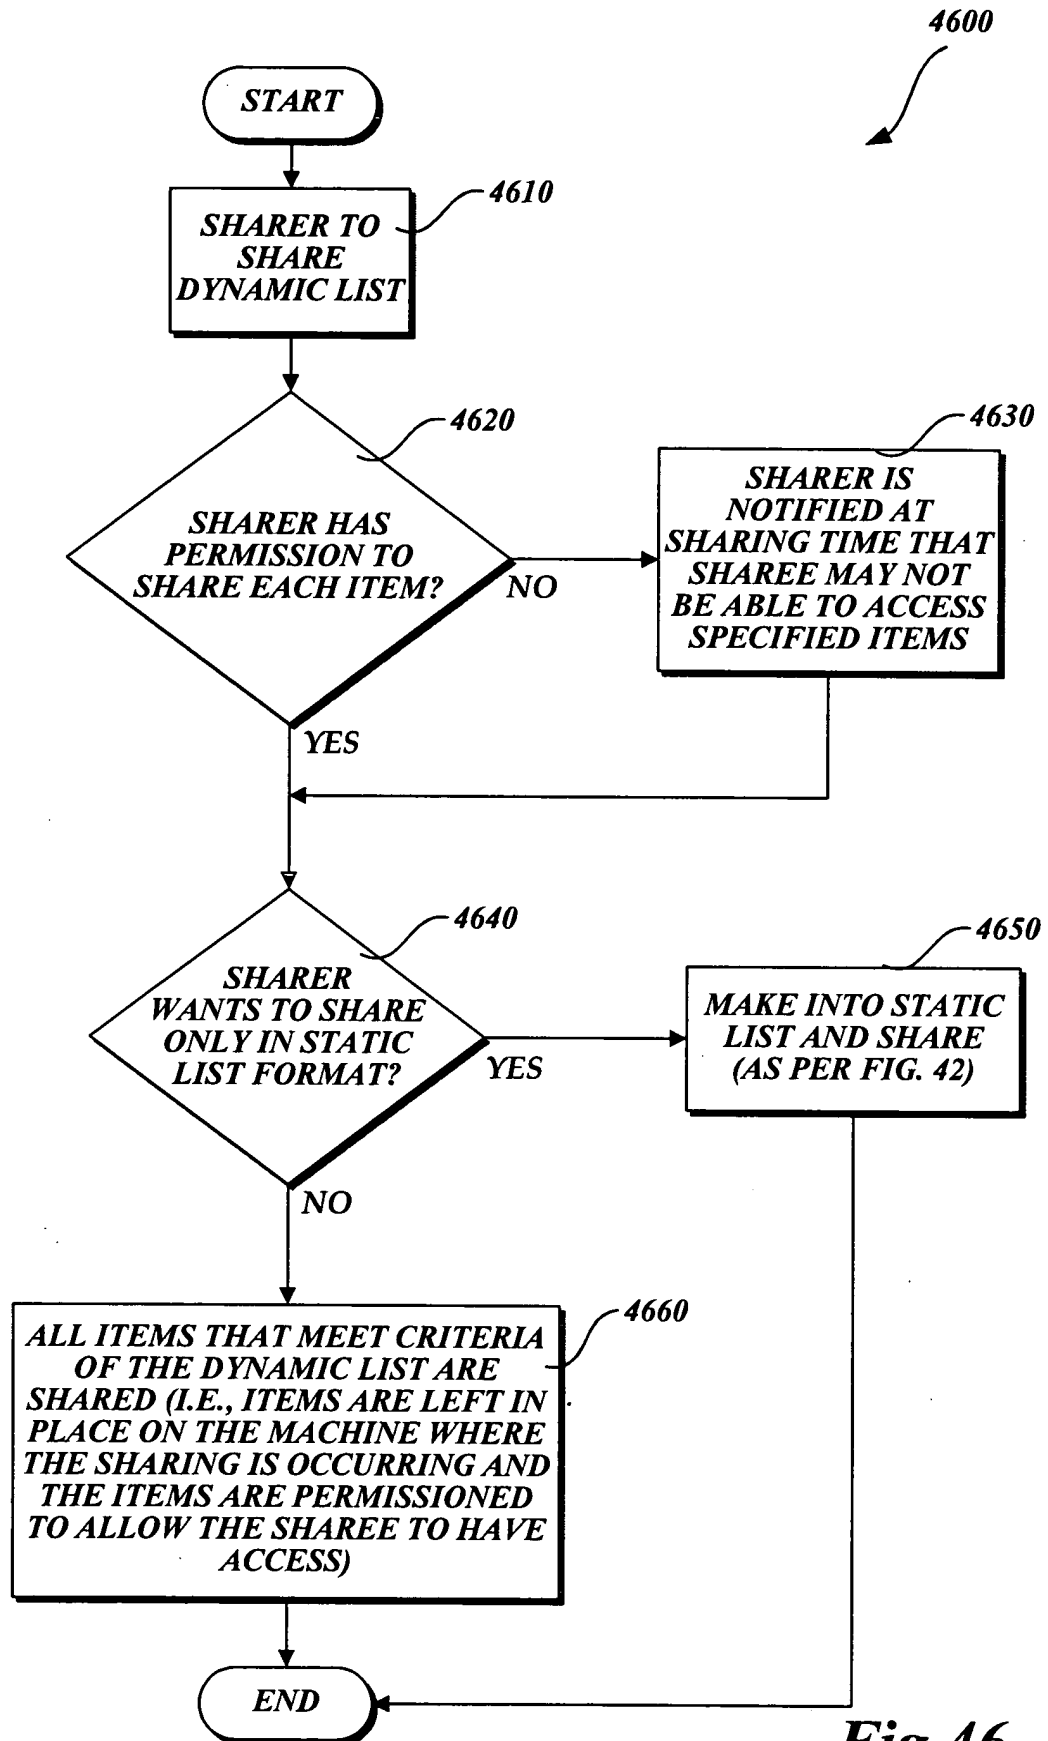 4600
START
4610
SHARER TO
SHARE
DYNAMIC LIST
4620
SHARER HAS
PERMISSION TO
SHARE EACH ITEM?
NO
YES
4630
SHARER IS
NOTIFIED AT
SHARING TIME THAT
SHAREE MAY NOT
BE ABLE TO ACCESS
SPECIFIED ITEMS
4640
SHARER
WANTS TO SHARE
ONLY IN STATIC
LIST FORMAT?
YES
NO
4650
MAKE INTO STATIC
LIST AND SHARE
(AS PER FIG. 42)
4660
ALL ITEMS THAT MEET CRITERIA
OF THE DYNAMIC LIST ARE
SHARED (I.E., ITEMS ARE LEFT IN
PLACE ON THE MACHINE WHERE
THE SHARING IS OCCURRING AND
THE ITEMS ARE PERMISSIONED
TO ALLOW THE SHAREE TO HAVE
ACCESS)
END
Fig.46.